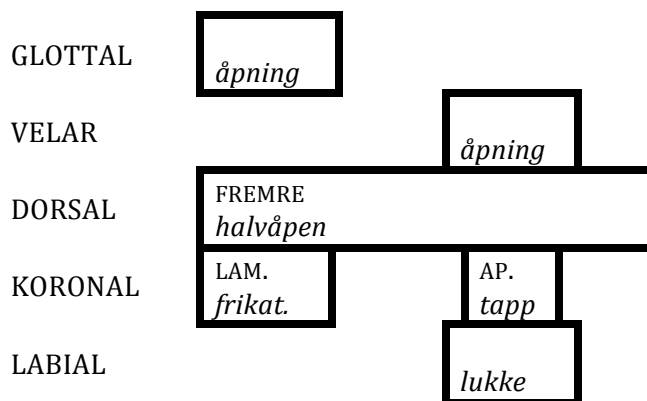 GLOTTAL
åpning
VELAR
åpning
DORSAL
FREMRE
halvåpen
KORONAL
LAM.
frikat.
AP.
tapp
LABIAL
lukke